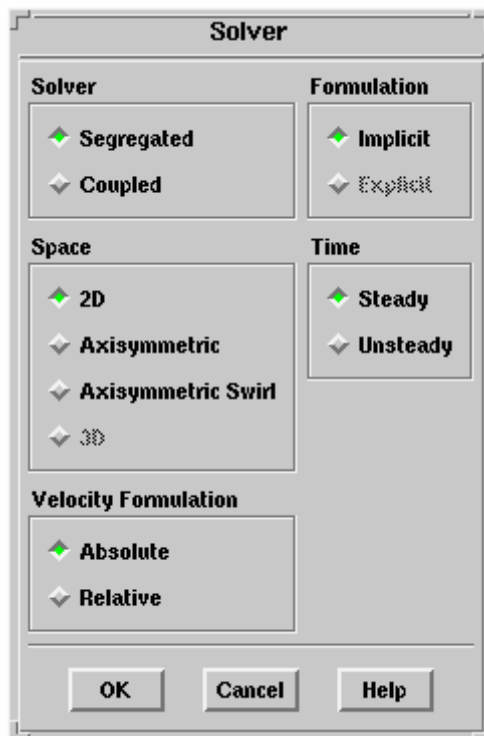 Solver
Solver
Segregated
Coupled
Formulation
Implicit
Explicit
Space
2D
Axisymmetric
Axisymmetric Swirl
3D
Time
Steady
Unsteady
Velocity Formulation
Absolute
Relative
OK
Cancel
Help